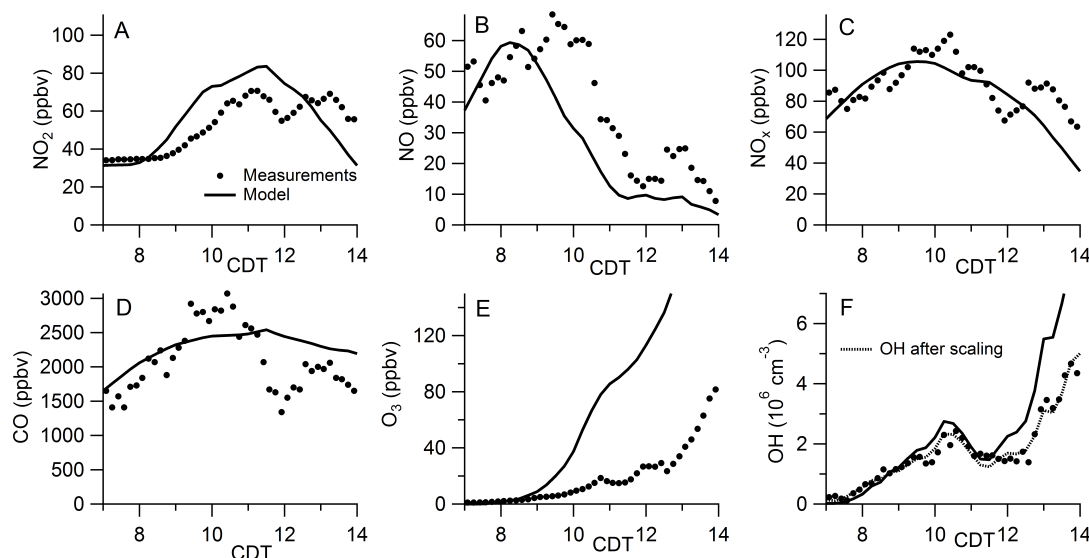 A
NO2 (ppbv)
100
80
60
40
20
0
Measurements
Model
8
10
12
14
CDT
B
NO (ppbv)
60
50
40
30
20
10
0
8
10
12
14
CDT
C
NOx (ppbv)
120
100
80
60
40
20
0
8
10
12
14
CDT
D
CO (ppbv)
3000
2500
2000
1500
1000
500
0
8
10
12
14
CDT
E
O3 (ppbv)
120
80
40
0
8
10
12
14
CDT
F
OH (10^6 cm^-3)
6
4
2
0
OH after scaling
8
10
12
14
CDT